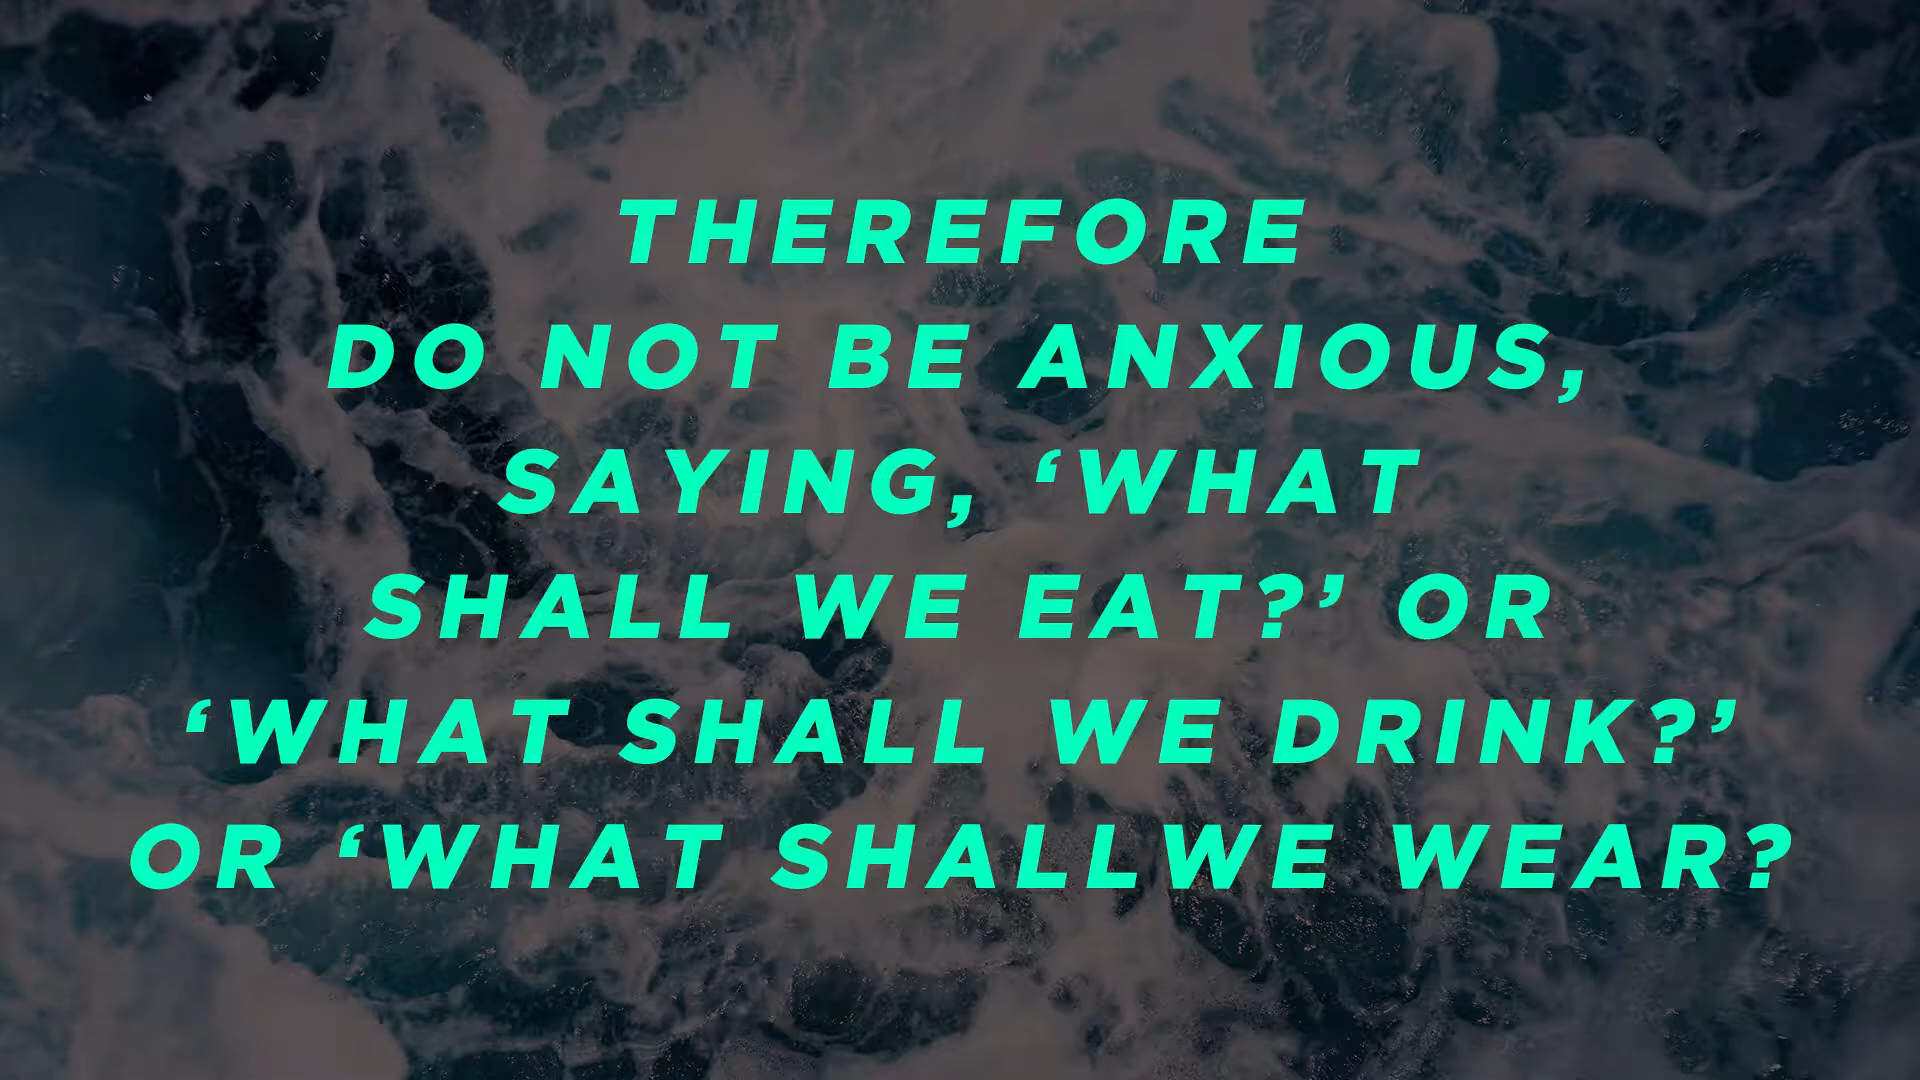 THEREFORE
DO NOT BE ANXIOUS,
SAYING, ‘WHAT
SHALL WE EAT?’ OR
‘WHAT SHALL WE DRINK?’
OR ‘WHAT SHALLWE WEAR?